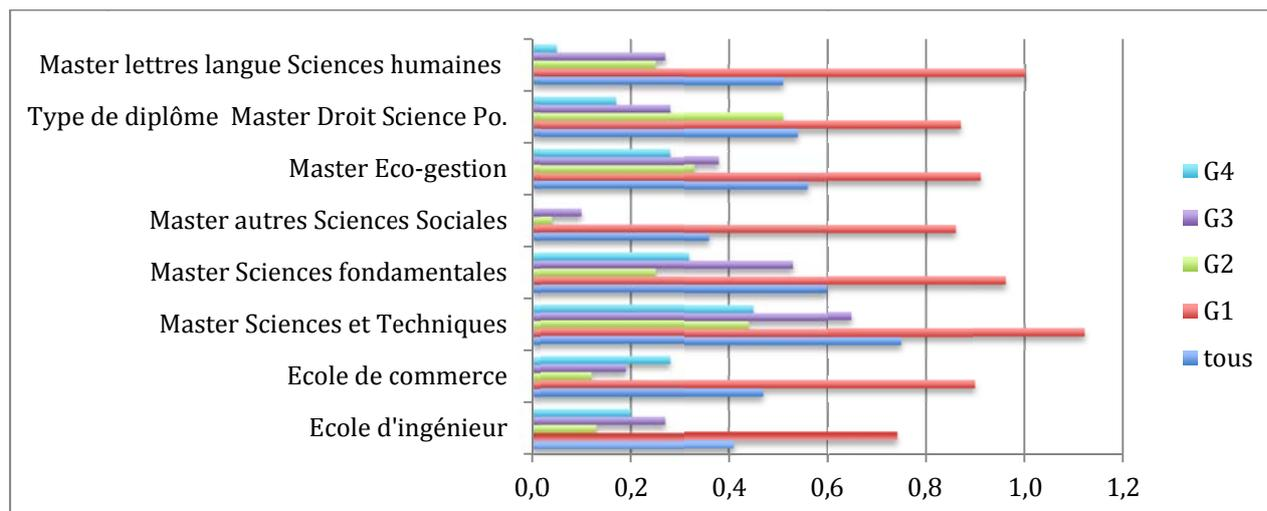 Master lettres langue Sciences humaines
Type de diplôme Master Droit Science Po.
Master Eco-gestion
Master autres Sciences Sociales
Master Sciences fondamentales
Master Sciences et Techniques
Ecole de commerce
Ecole d'ingénieur
0,0 0,2 0,4 0,6 0,8 1,0 1,2
G4
G3
G2
G1
tous